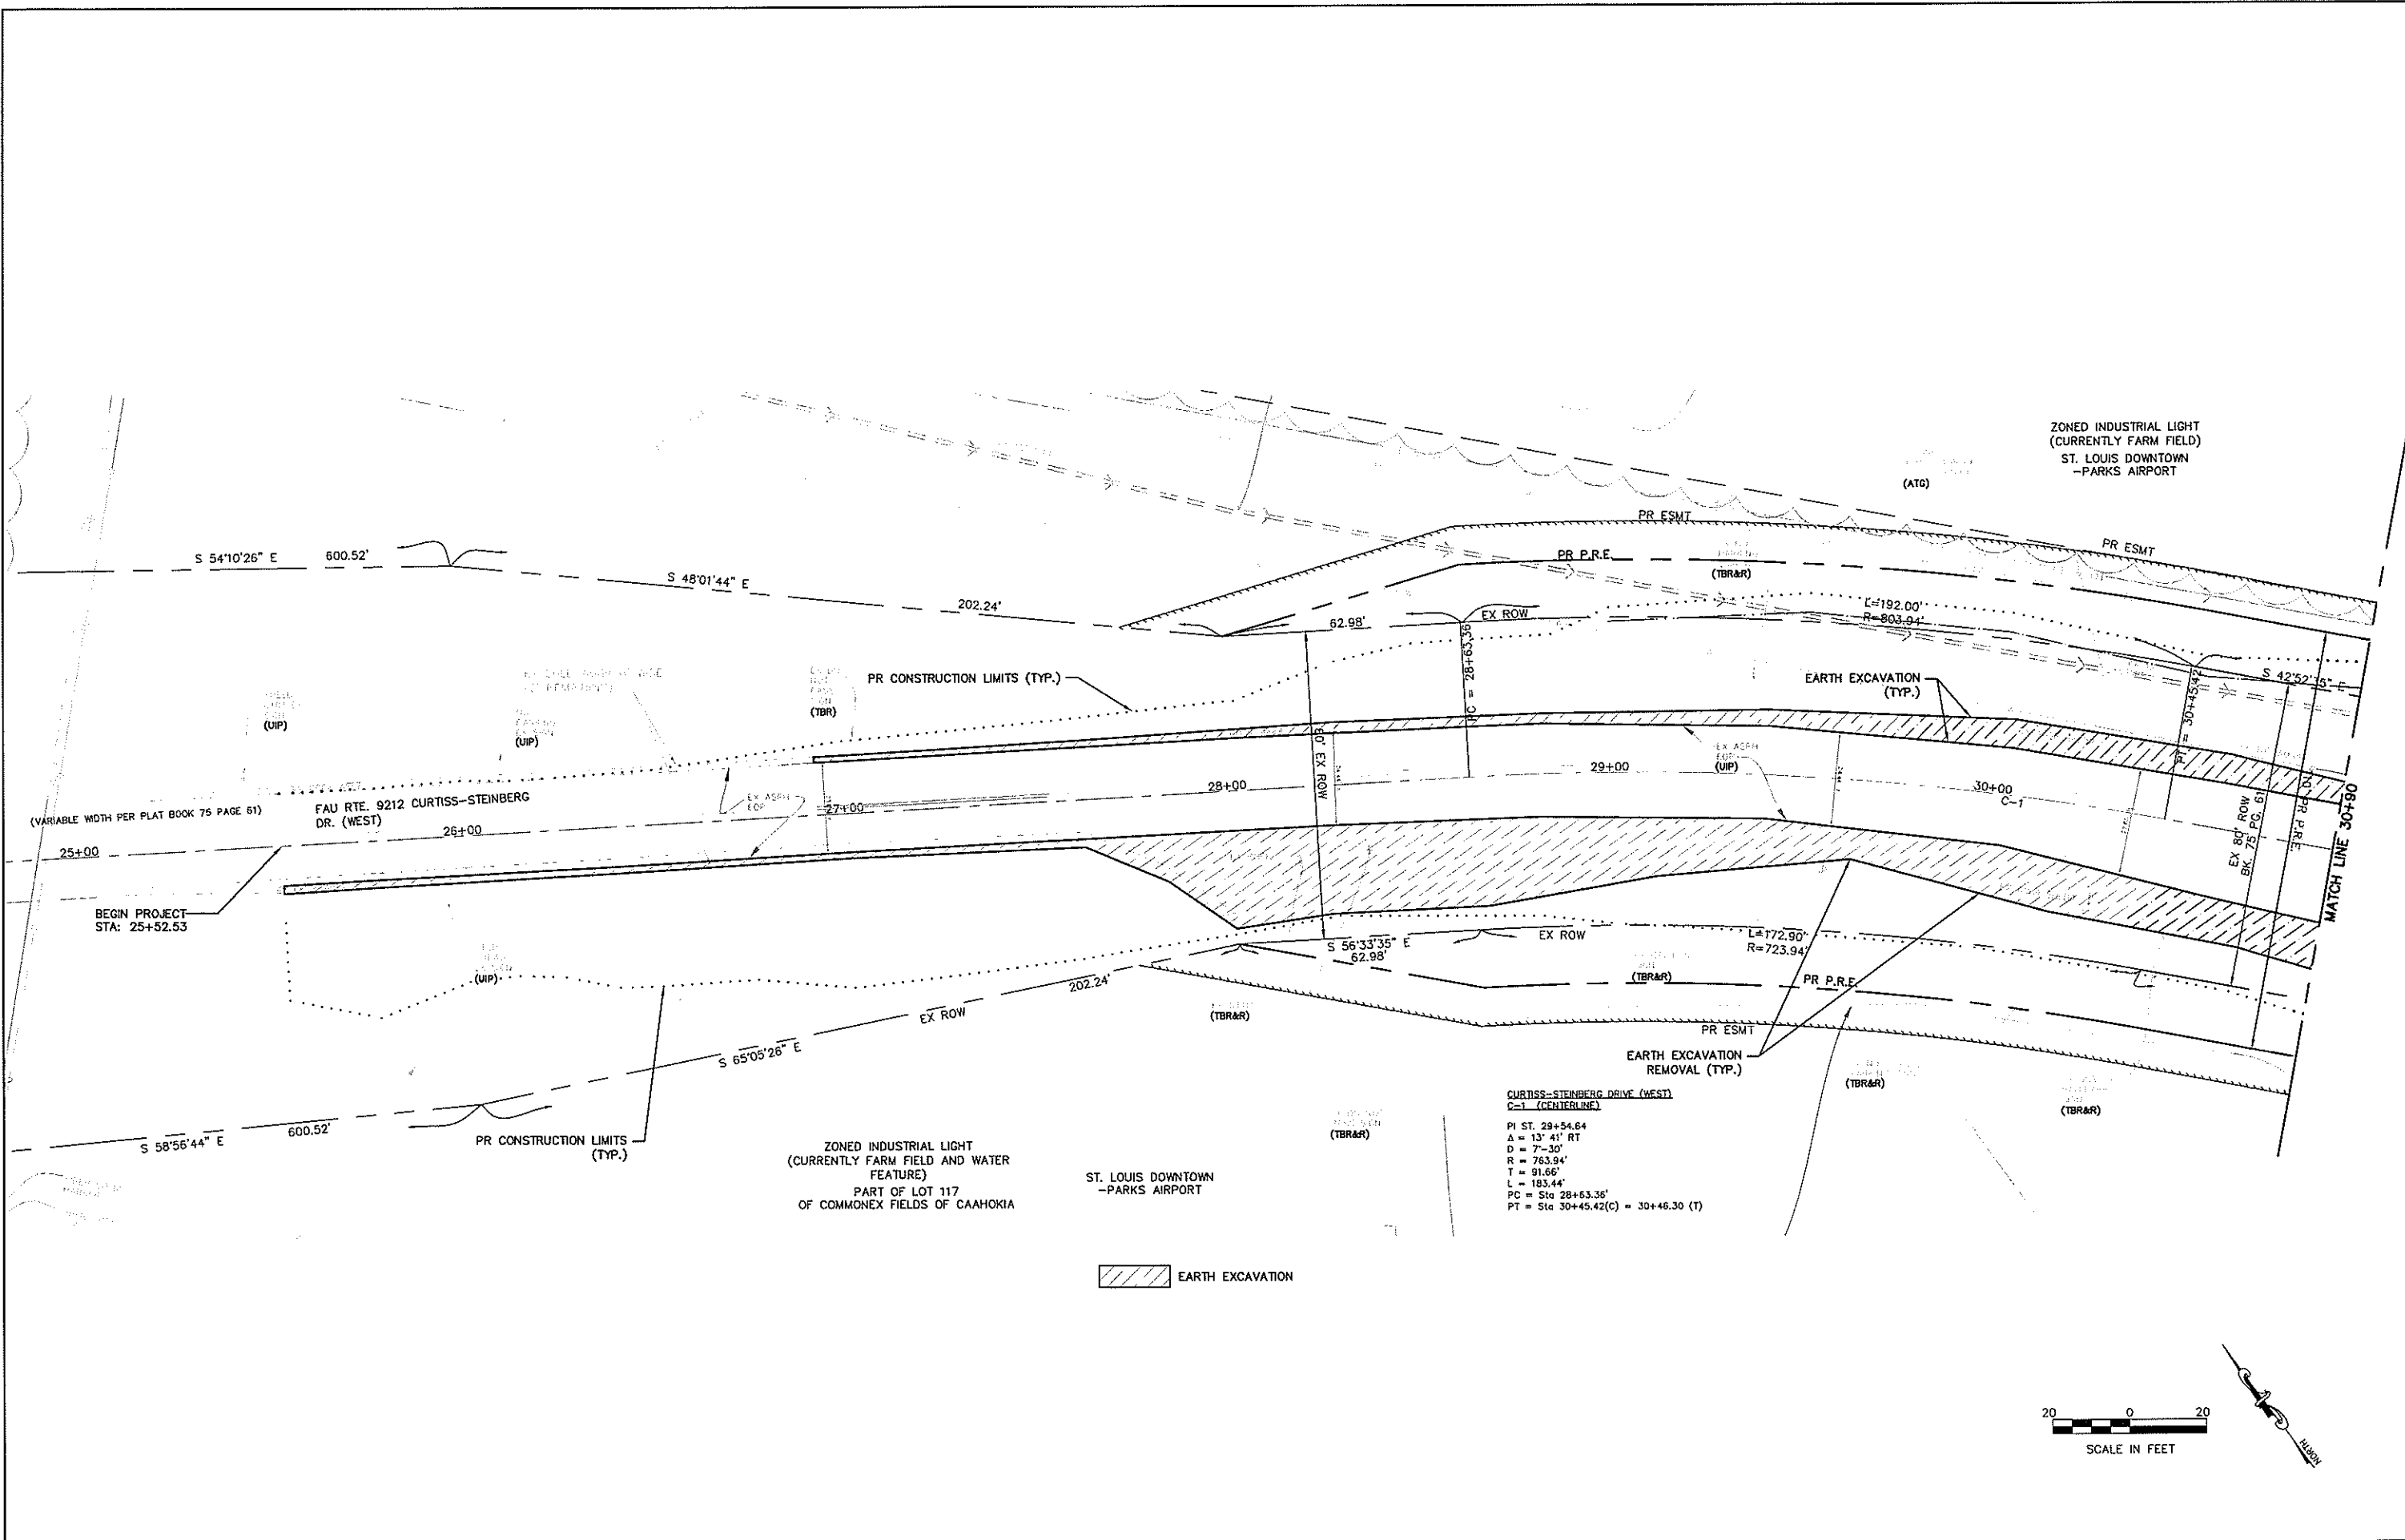 ZONED INDUSTRIAL LIGHT
(CURRENTLY FARM FIELD)
ST. LOUIS DOWNTOWN
-PARKS AIRPORT
(ATG)
PR ESMT
PR ESMT
S 54°10'26" E 600.52'
PR P.R.E.
(TBR&R)
S 48°01'44" E
202.24'
62.98'
EX ROW
L=192.00'
R=803.94'
PC = 28+63.36
PR CONSTRUCTION LIMITS (TYP.)
EARTH EXCAVATION
(TYP.)
S 42°52'15" E
PT = 30+45.42
(UIP)
(UIP)
(TBR)
80' EX ROW
EX ASPH
EOP
(UIP)
EX ASPH
EOP
(VARIABLE WIDTH PER PLAT BOOK 75 PAGE 61)
FAU RTE. 9212 CURTISS-STEINBERG
DR. (WEST)
25+00
26+00
27+00
28+00
29+00
30+00
C-1
EX 80' ROW
BK. 75 PG. 61
PR P.R.E.
MATCH LINE 30+90
BEGIN PROJECT
STA: 25+52.53
(UIP)
S 56°33'35" E
62.98'
EX ROW
L=172.90'
R=723.94'
(TBR&R)
PR P.R.E.
202.24'
EX ROW
(TBR&R)
PR ESMT
S 65°05'26" E
EARTH EXCAVATION
REMOVAL (TYP.)
(TBR&R)
(TBR&R)
S 58°56'44" E
600.52'
PR CONSTRUCTION LIMITS
(TYP.)
ZONED INDUSTRIAL LIGHT
(CURRENTLY FARM FIELD AND WATER
FEATURE)
PART OF LOT 117
OF COMMONEX FIELDS OF CAAHOKIA
ST. LOUIS DOWNTOWN
-PARKS AIRPORT
(TBR&R)
CURTISS-STEINBERG DRIVE (WEST)
C-1 (CENTERLINE)
PI ST. 29+54.64
Δ = 13° 41' RT
D = 7°-30'
R = 763.94'
T = 91.66'
L = 183.44'
PC = Sta 28+63.36'
PT = Sta 30+45.42(C) = 30+46.30 (T)
EARTH EXCAVATION
20 0 20
SCALE IN FEET
NORTH